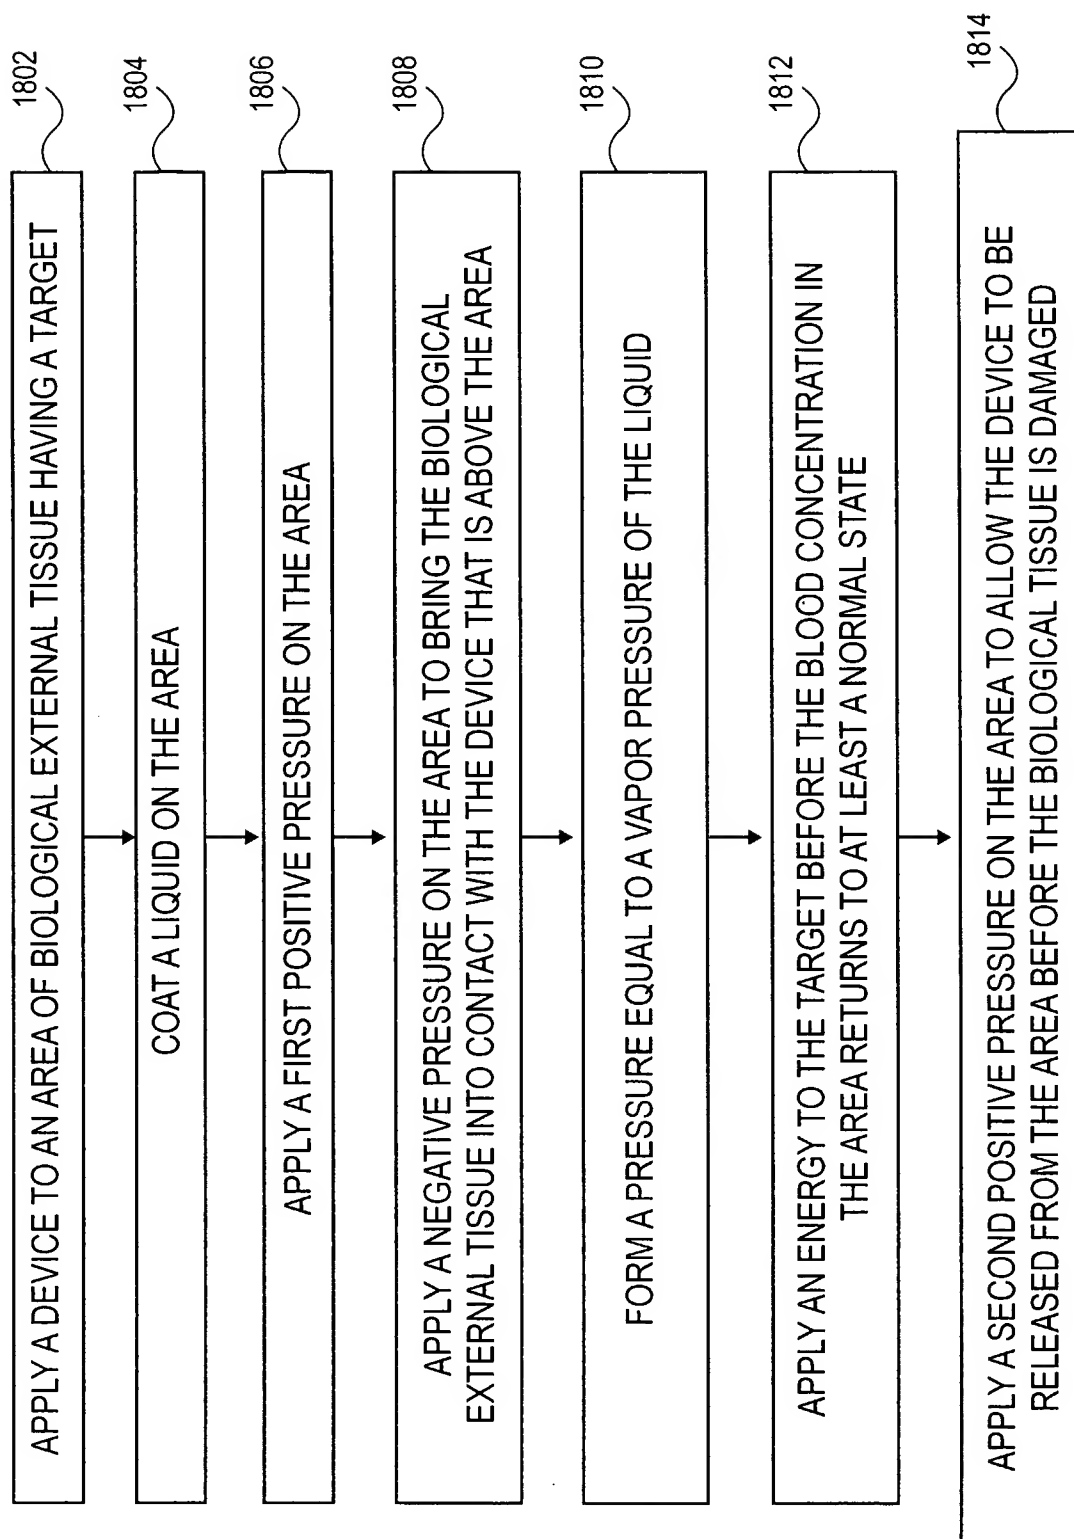 1802
APPLY A DEVICE TO AN AREA OF BIOLOGICAL EXTERNAL TISSUE HAVING A TARGET
1804
COAT A LIQUID ON THE AREA
1806
APPLY A FIRST POSITIVE PRESSURE ON THE AREA
1808
APPLY A NEGATIVE PRESSURE ON THE AREA TO BRING THE BIOLOGICAL
EXTERNAL TISSUE INTO CONTACT WITH THE DEVICE THAT IS ABOVE THE AREA
1810
FORM A PRESSURE EQUAL TO A VAPOR PRESSURE OF THE LIQUID
1812
APPLY AN ENERGY TO THE TARGET BEFORE THE BLOOD CONCENTRATION IN
THE AREA RETURNS TO AT LEAST A NORMAL STATE
1814
APPLY A SECOND POSITIVE PRESSURE ON THE AREA TO ALLOW THE DEVICE TO BE
RELEASED FROM THE AREA BEFORE THE BIOLOGICAL TISSUE IS DAMAGED